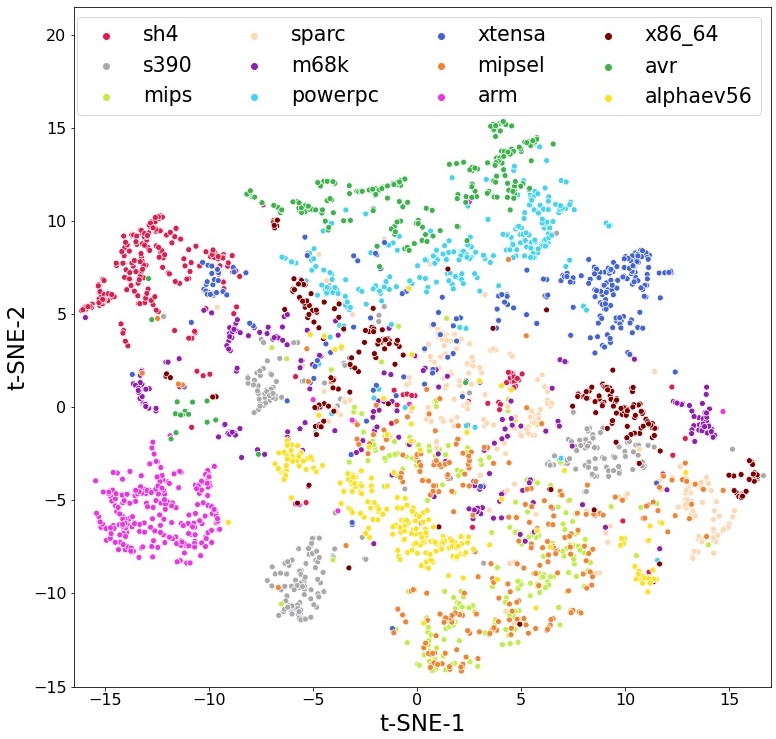 sh4 sparc xtensa x86_64
s390 m68k mipsel avr
mips powerpc arm alphaev56
20
15
10
5
0
−5
−10
−15
t-SNE-2
−15 −10 −5 0 5 10 15
t-SNE-1